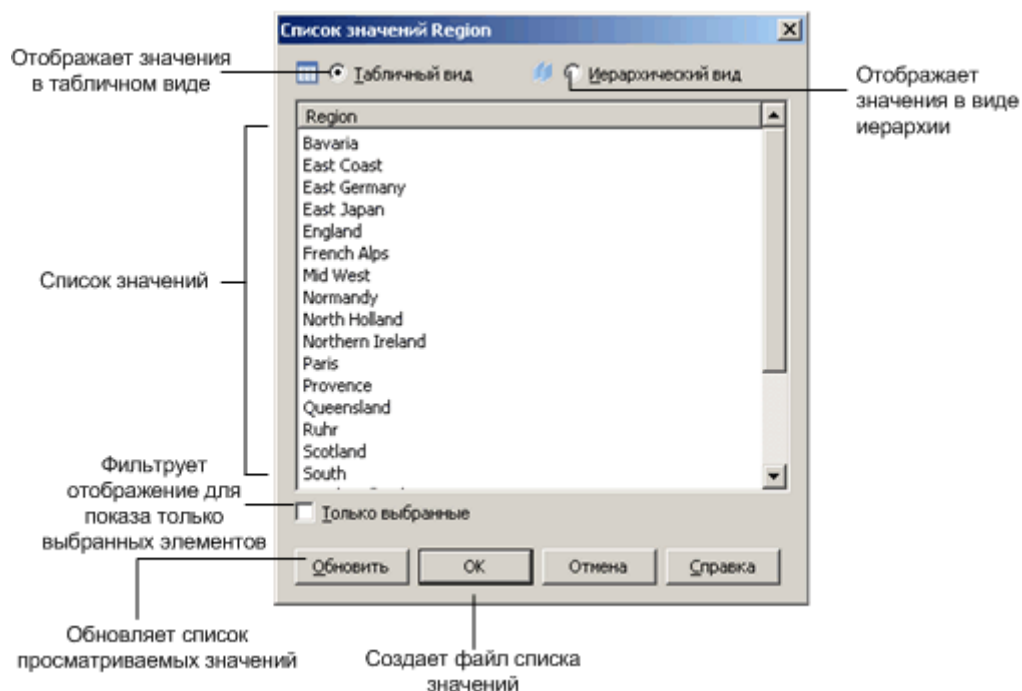 Список значений Region
Отображает значения
в табличном виде
Табличный вид
Иерархический вид
Отображает
значения в виде
иерархии
Region
Bavaria
East Coast
East Germany
East Japan
England
French Alps
Mid West
Normandy
North Holland
Northern Ireland
Paris
Provence
Queensland
Ruhr
Scotland
South
Список значений
Фильтрует
отображение для
показа только
выбранных элементов
Только выбранные
Обновить
OK
Отмена
Справка
Обновляет список
просматриваемых значений
Создает файл списка
значений